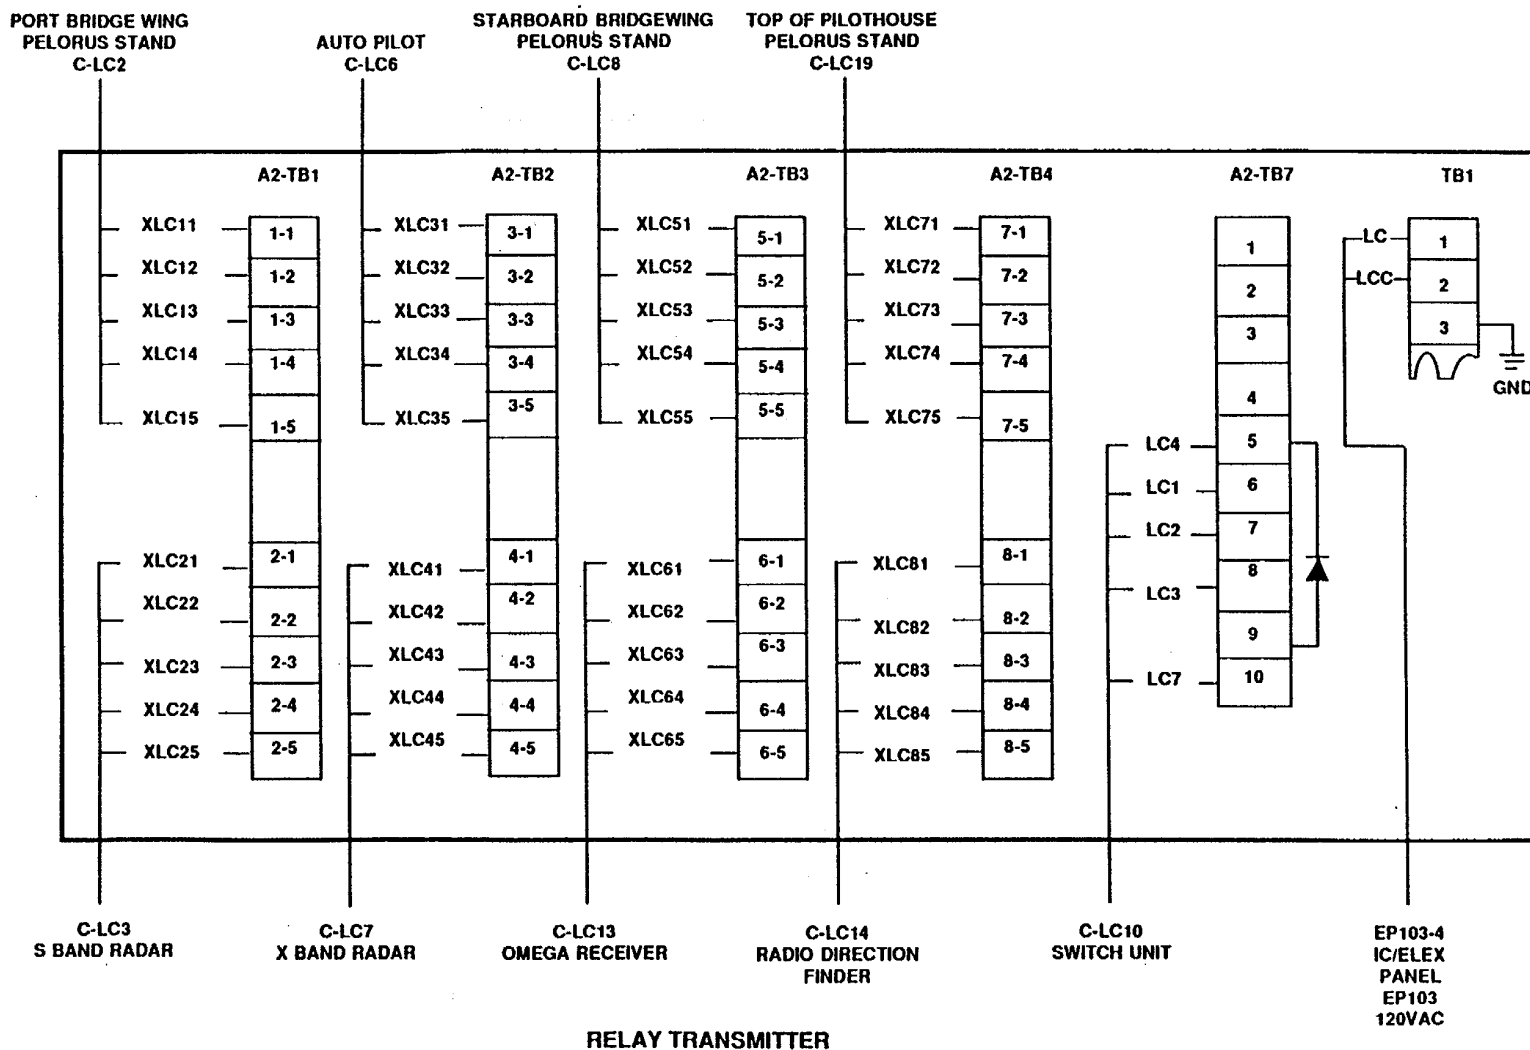 PORT BRIDGE WING
PELORUS STAND
C-LC2
AUTO PILOT
C-LC6
STARBOARD BRIDGEWING
PELORUS STAND
C-LC8
TOP OF PILOTHOUSE
PELORUS STAND
C-LC19
A2-TB1
A2-TB2
A2-TB3
A2-TB4
A2-TB7
TB1
XLC11 1-1
XLC12 1-2
XLC13 1-3
XLC14 1-4
XLC15 1-5
XLC21 2-1
XLC22 2-2
XLC23 2-3
XLC24 2-4
XLC25 2-5
XLC31 3-1
XLC32 3-2
XLC33 3-3
XLC34 3-4
XLC35 3-5
XLC41 4-1
XLC42 4-2
XLC43 4-3
XLC44 4-4
XLC45 4-5
XLC51 5-1
XLC52 5-2
XLC53 5-3
XLC54 5-4
XLC55 5-5
XLC61 6-1
XLC62 6-2
XLC63 6-3
XLC64 6-4
XLC65 6-5
XLC71 7-1
XLC72 7-2
XLC73 7-3
XLC74 7-4
XLC75 7-5
XLC81 8-1
XLC82 8-2
XLC83 8-3
XLC84 8-4
XLC85 8-5
1
2
3
4
LC4 5
LC1 6
LC2 7
LC3 8
9
LC7 10
LC 1
LCC 2
3
GND
C-LC3
S BAND RADAR
C-LC7
X BAND RADAR
C-LC13
OMEGA RECEIVER
C-LC14
RADIO DIRECTION
FINDER
C-LC10
SWITCH UNIT
EP103-4
IC/ELEX
PANEL
EP103
120VAC
RELAY TRANSMITTER